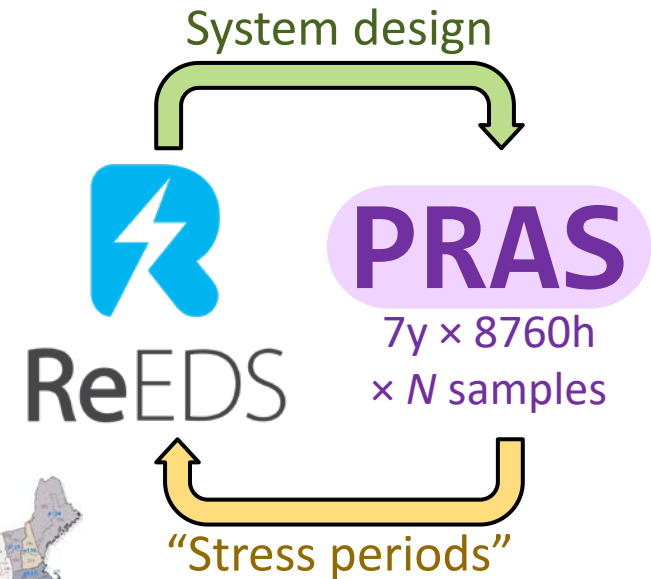 System design
ReEDS
PRAS
7y × 8760h
× N samples
“Stress periods”